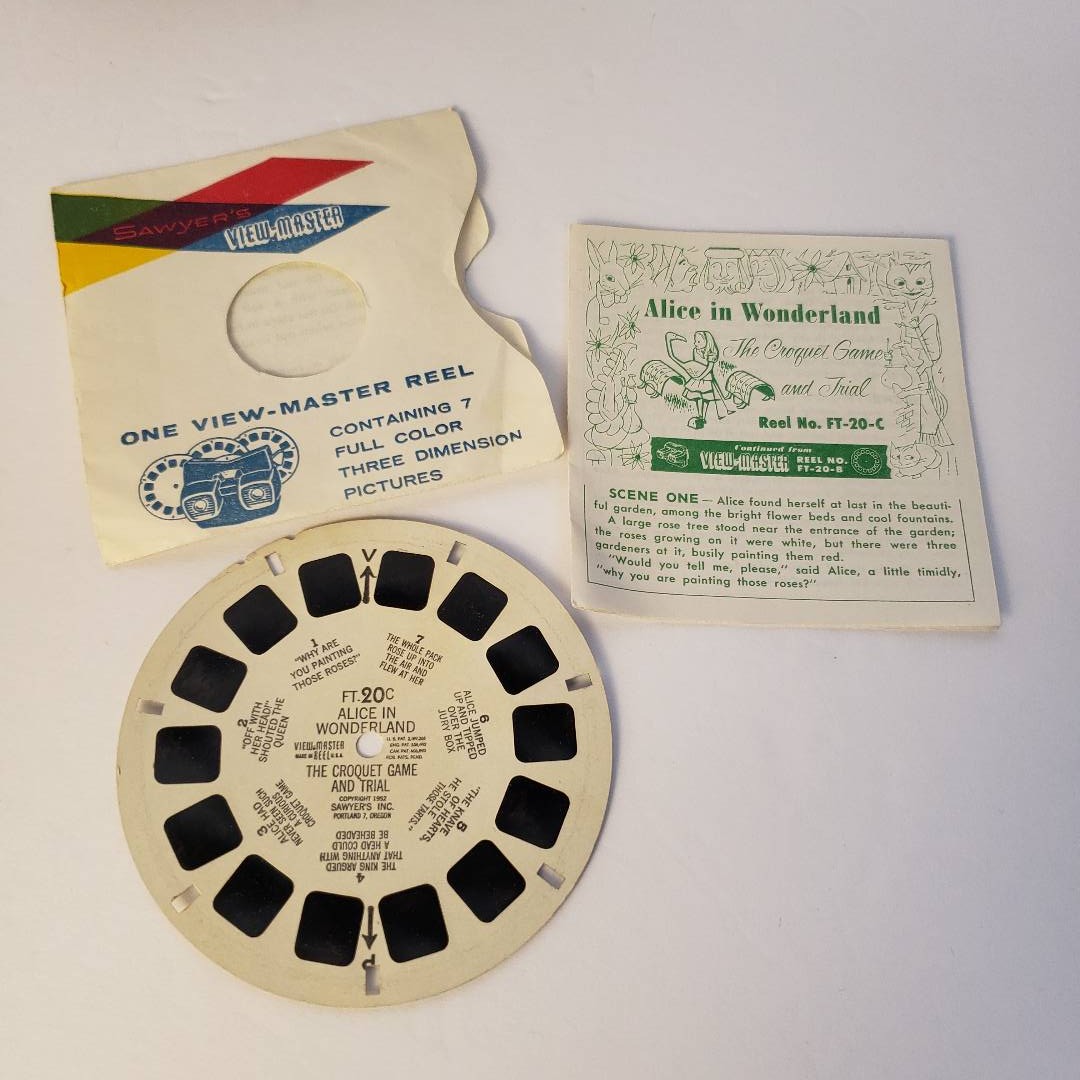 SAWYER'S
VIEW-MASTER
ONE VIEW-MASTER REEL
CONTAINING 7
FULL COLOR
THREE DIMENSION
PICTURES
Alice in Wonderland
The Croquet Game
and Trial
Reel No. FT-20-C
Continued from
VIEW-MASTER REEL NO.
FT-20-B
SCENE ONE — Alice found herself at last in the beauti-
ful garden, among the bright flower beds and cool fountains.
A large rose tree stood near the entrance of the garden;
the roses growing on it were white, but there were three
gardeners at it, busily painting them red.
"Would you tell me, please," said Alice, a little timidly,
"why you are painting those roses?"
V
1
"WHY ARE
YOU PAINTING
THOSE ROSES?"
7
THE WHOLE PACK
ROSE UP INTO
THE AIR AND
FLEW AT HER
2
"OFF WITH
HER HEAD!"
SHOUTED THE
QUEEN
FT.20C
ALICE IN
WONDERLAND
VIEW-MASTER
REEL
MADE IN U.S.A.
THE CROQUET GAME
AND TRIAL
COPYRIGHT 1952
SAWYER'S INC.
PORTLAND 7, OREGON
6
ALICE JUMPED
UP AND TIPPED
OVER THE
JURY BOX
3
ALICE HAD
NEVER SEEN SUCH
A CURIOUS
CROQUET GAME
5
"THE KNAVE
OF HEARTS,
HE STOLE
THOSE TARTS."
4
THE KING ARGUED
THAT ANYTHING WITH
A HEAD COULD
BE BEHEADED